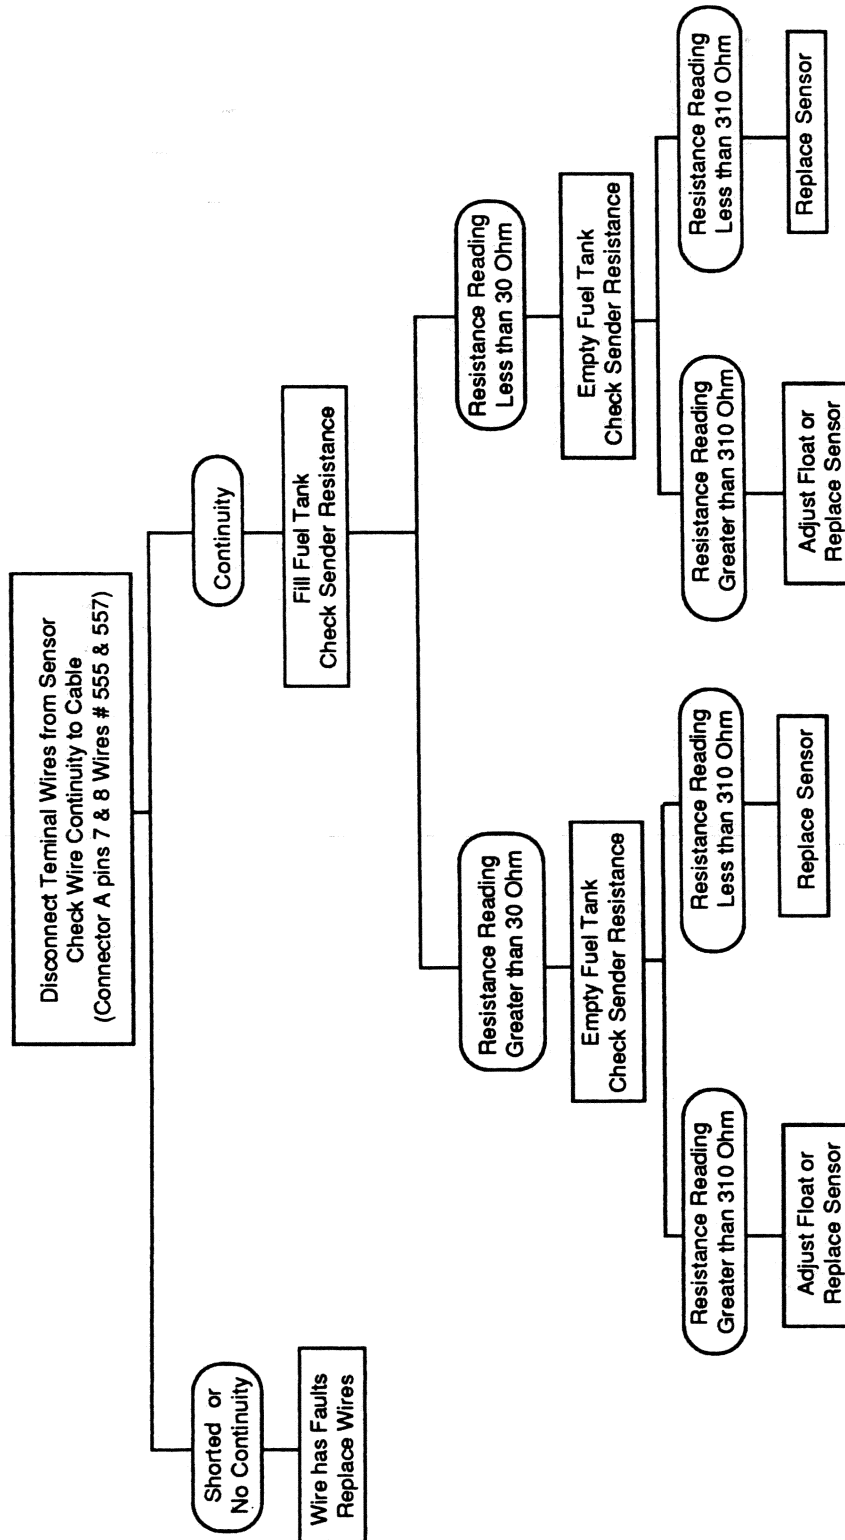 Disconnect Teminal Wires from Sensor
Check Wire Continuity to Cable
(Connector A pins 7 & 8 Wires # 555 & 557)
Shorted or
No Continuity
Wire has Faults
Replace Wires
Continuity
Fill Fuel Tank
Check Sender Resistance
Resistance Reading
Greater than 30 Ohm
Empty Fuel Tank
Check Sender Resistance
Resistance Reading
Greater than 310 Ohm
Adjust Float or
Replace Sensor
Resistance Reading
Less than 310 Ohm
Replace Sensor
Resistance Reading
Less than 30 Ohm
Empty Fuel Tank
Check Sender Resistance
Resistance Reading
Greater than 310 Ohm
Adjust Float or
Replace Sensor
Resistance Reading
Less than 310 Ohm
Replace Sensor